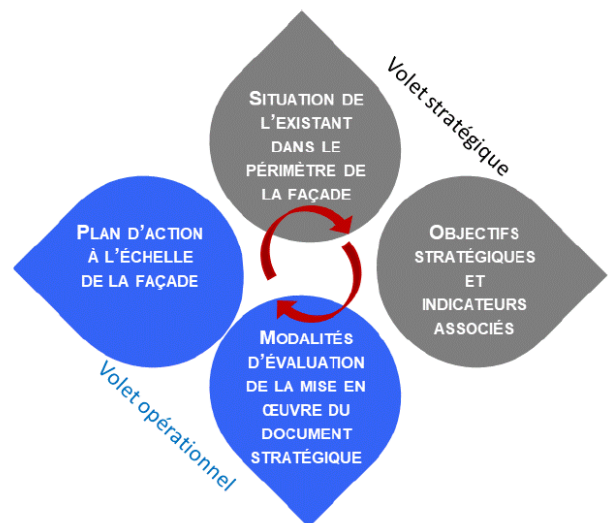 SITUATION DE
L'EXISTANT
DANS LE
PÉRIMÈTRE DE
LA FAÇADE
Volet stratégique
OBJECTIFS
STRATÉGIQUES
ET
INDICATEURS
ASSOCIÉS
MODALITÉS
D'ÉVALUATION
DE LA MISE EN
ŒUVRE DU
DOCUMENT
STRATÉGIQUE
PLAN D'ACTION
À L'ÉCHELLE
DE LA FAÇADE
Volet opérationnel